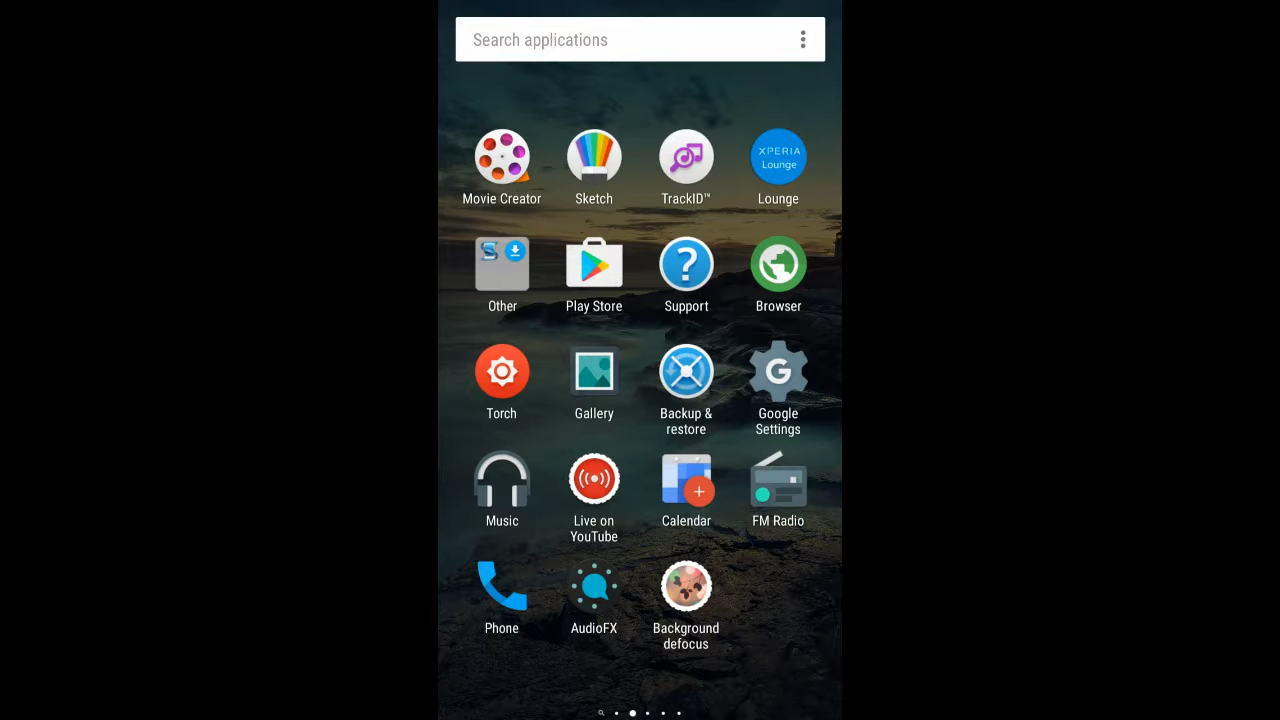 Search applications
Movie Creator
Sketch
TrackID™
XPERIA
Lounge
Lounge
Other
Play Store
Support
Browser
Torch
Gallery
Backup &
restore
G
Google
Settings
Music
Live on
YouTube
Calendar
FM Radio
Phone
AudioFX
Background
defocus